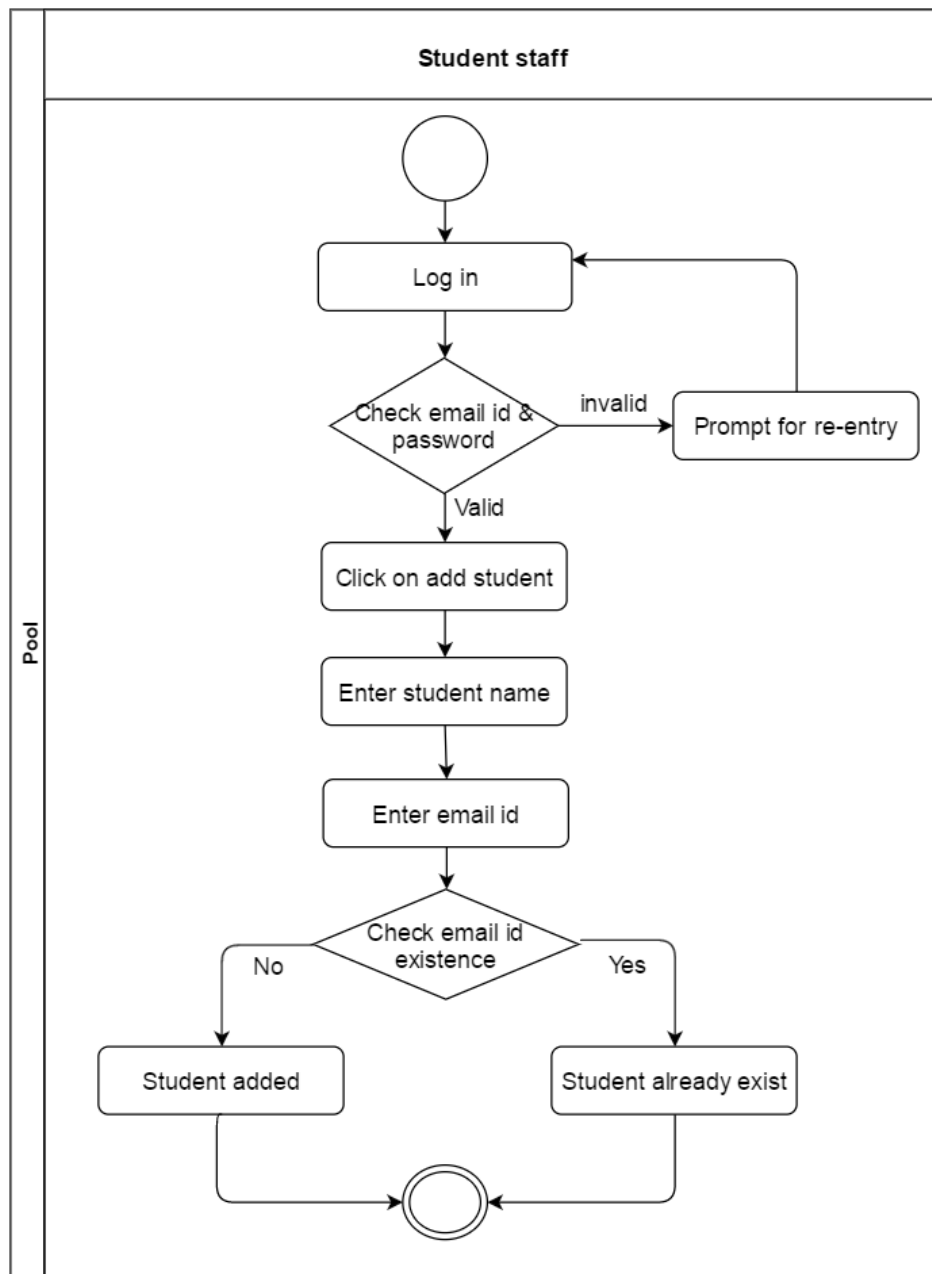 Student staff
Pool
Log in
Check email id &
password
invalid
Prompt for re-entry
Valid
Click on add student
Enter student name
Enter email id
Check email id
existence
No
Yes
Student added
Student already exist